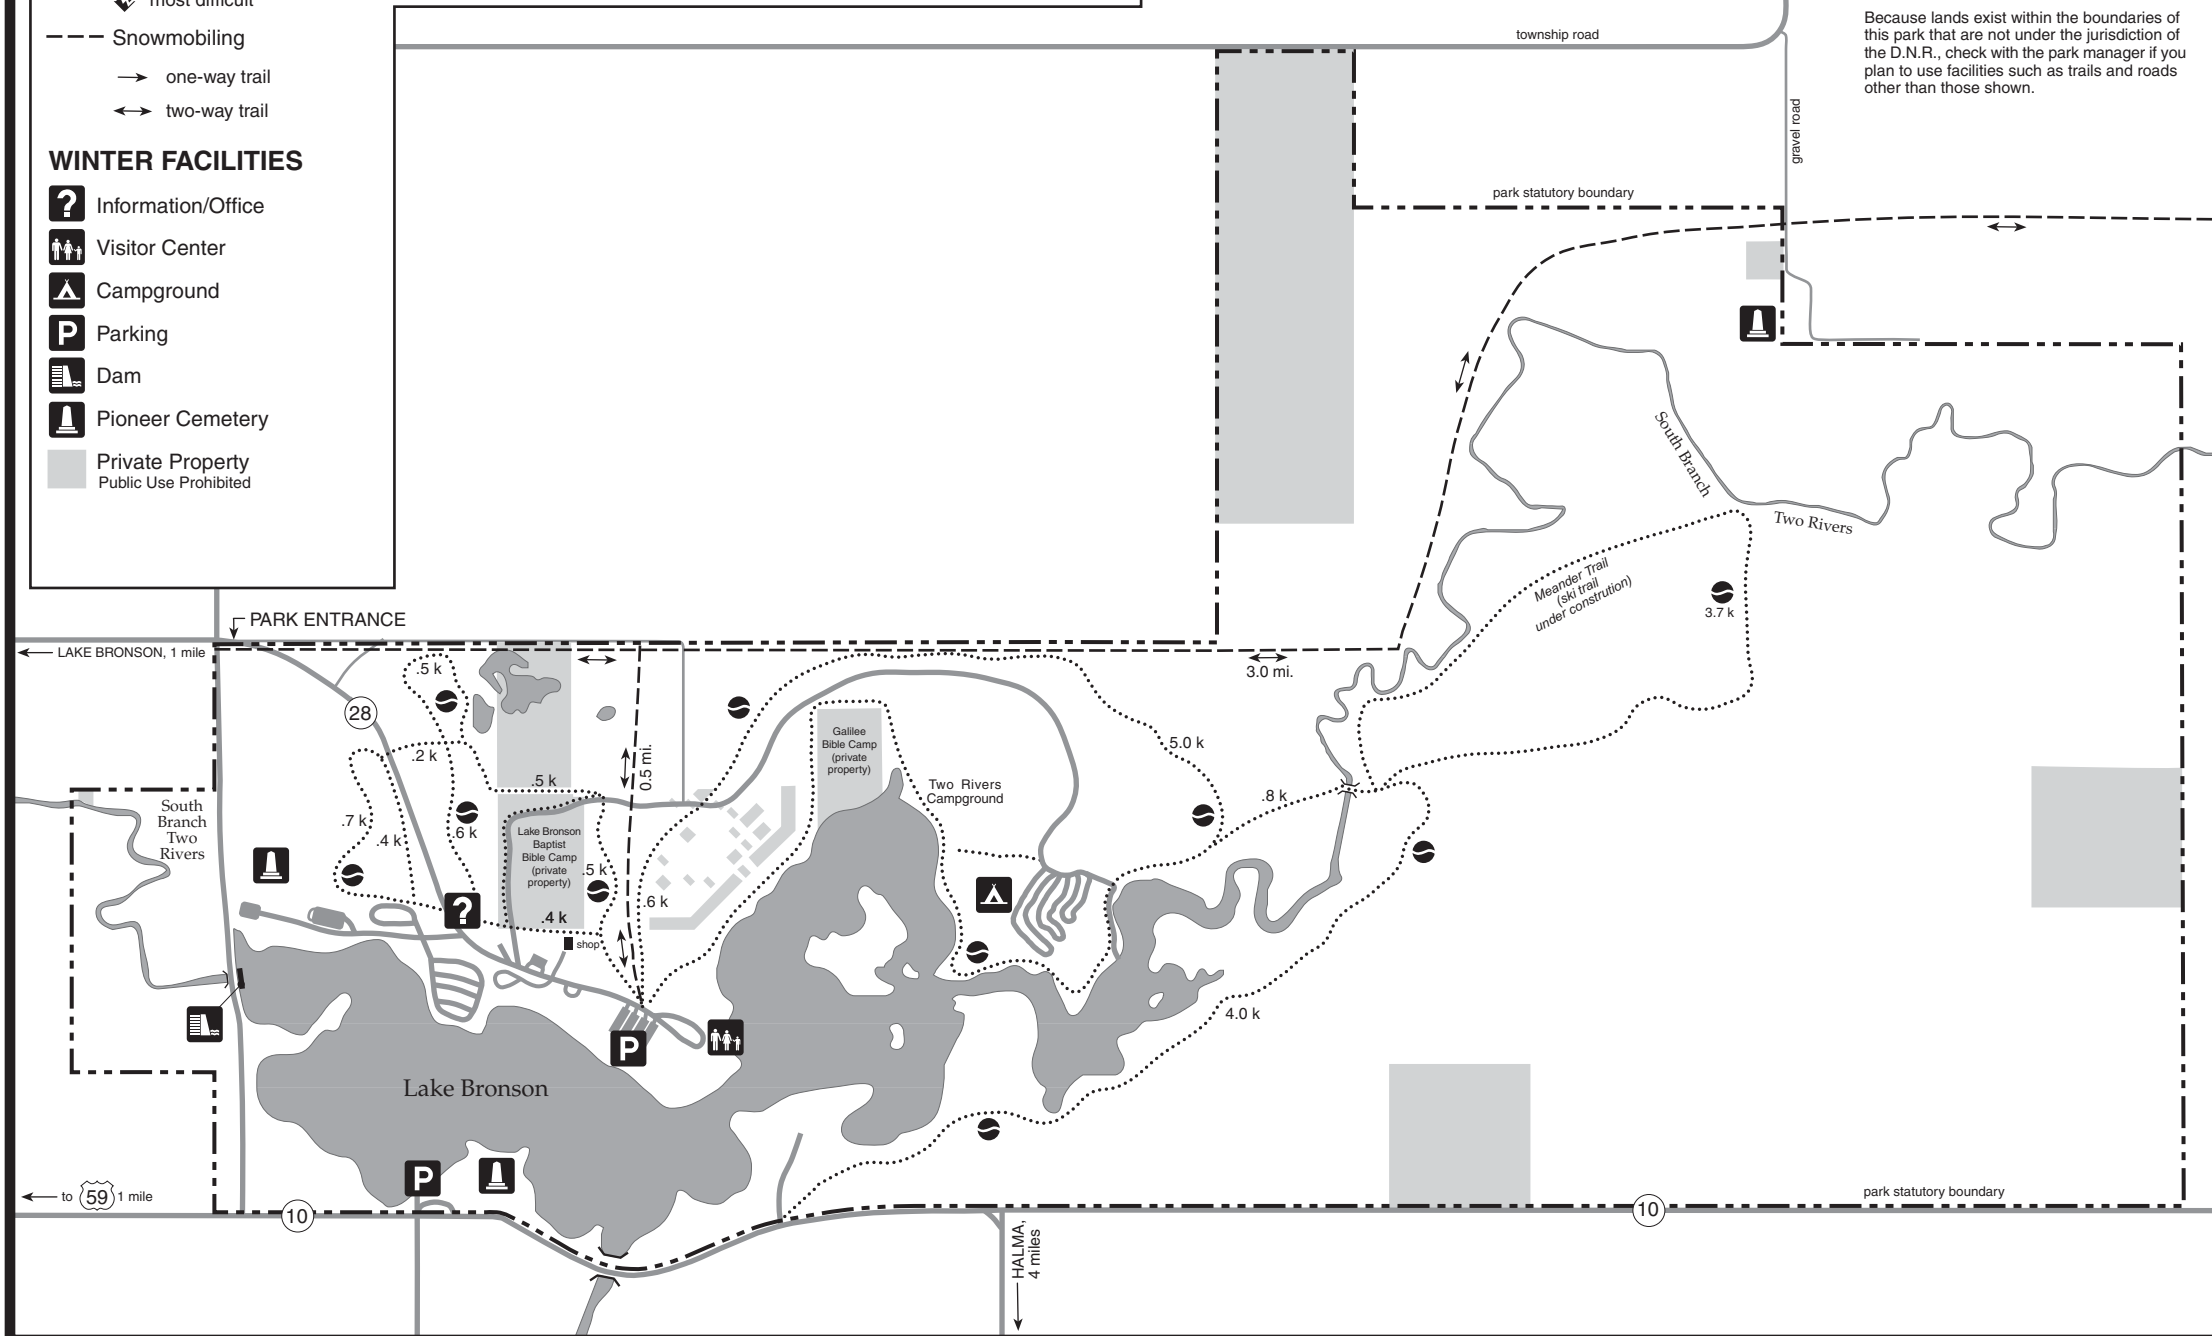 most difficult
Snowmobiling
one-way trail
two-way trail
WINTER FACILITIES
?
Information/Office
Visitor Center
Campground
P
Parking
Dam
Pioneer Cemetery
Private Property
Public Use Prohibited
township road
Because lands exist within the boundaries of
this park that are not under the jurisdiction of
the D.N.R., check with the park manager if you
plan to use facilities such as trails and roads
other than those shown.
gravel road
park statutory boundary
South Branch
Two Rivers
Meander Trail
(ski trail
under constrution)
3.7 k
PARK ENTRANCE
LAKE BRONSON, 1 mile
3.0 mi.
.5 k
28
.2 k
.5 k
0.5 mi.
Galilee
Bible Camp
(private
property)
5.0 k
Two Rivers
Campground
.8 k
South
Branch
Two
Rivers
.7 k
.4 k
.6 k
Lake Bronson
Baptist
Bible Camp
(private
property)
.5 k
.4 k
.6 k
?
shop
4.0 k
P
Lake Bronson
P
to 59 1 mile
10
park statutory boundary
10
HALMA,
4 miles